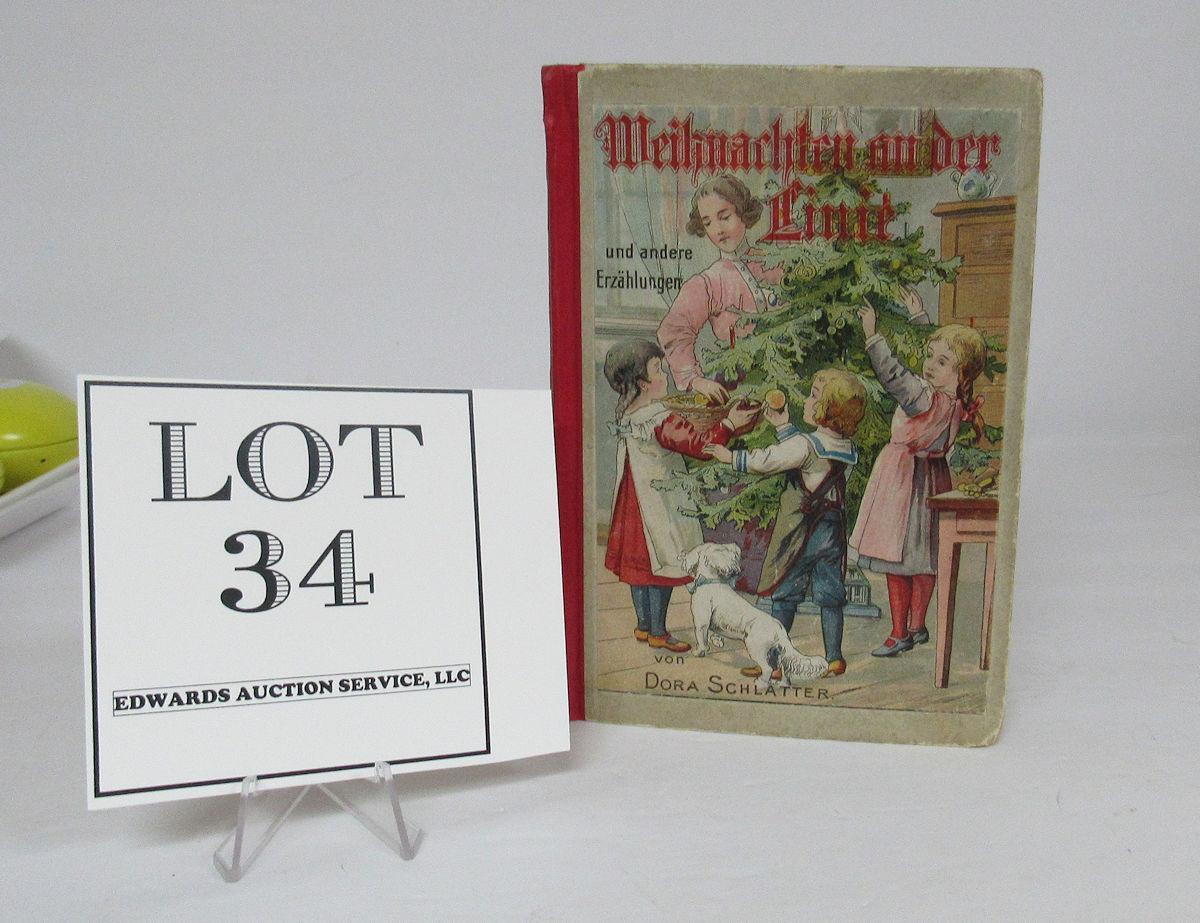 LOT
34
EDWARDS AUCTION SERVICE, LLC
Weihnachten an der
Linie
und andere
Erzählungen
von
DORA SCHLATTER.